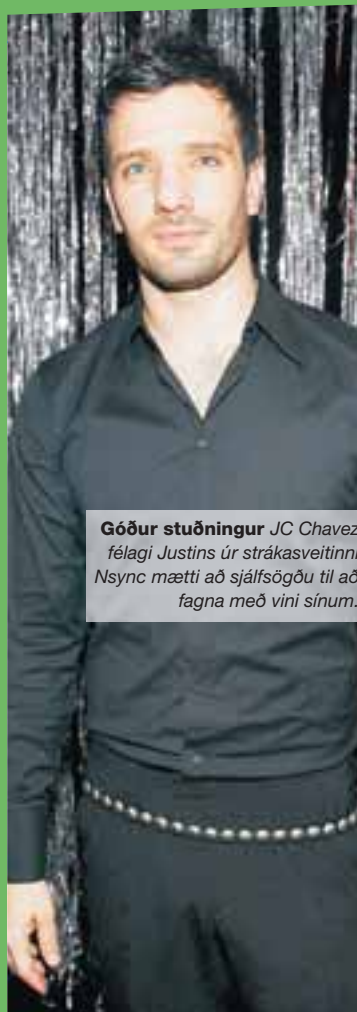 Góður stuðningur JC Chavez
félagi Justins úr strákasveitinni
Nsync mætti að sjálfsögðu til að
fagna með vini sínum.